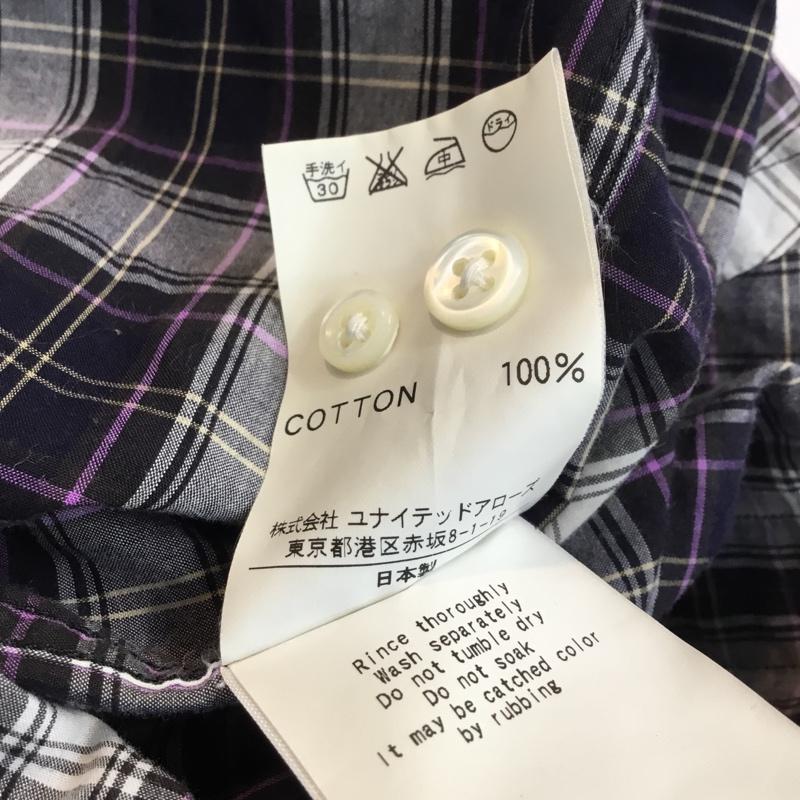 手洗イ
30
中
ドライ
COTTON 100%
株式会社 ユナイテッドアローズ
東京都港区赤坂8-1-19
日本製
Rince thoroughly
Wash separately
Do not tumble dry
Do not soak
It may be catched color
by rubbing